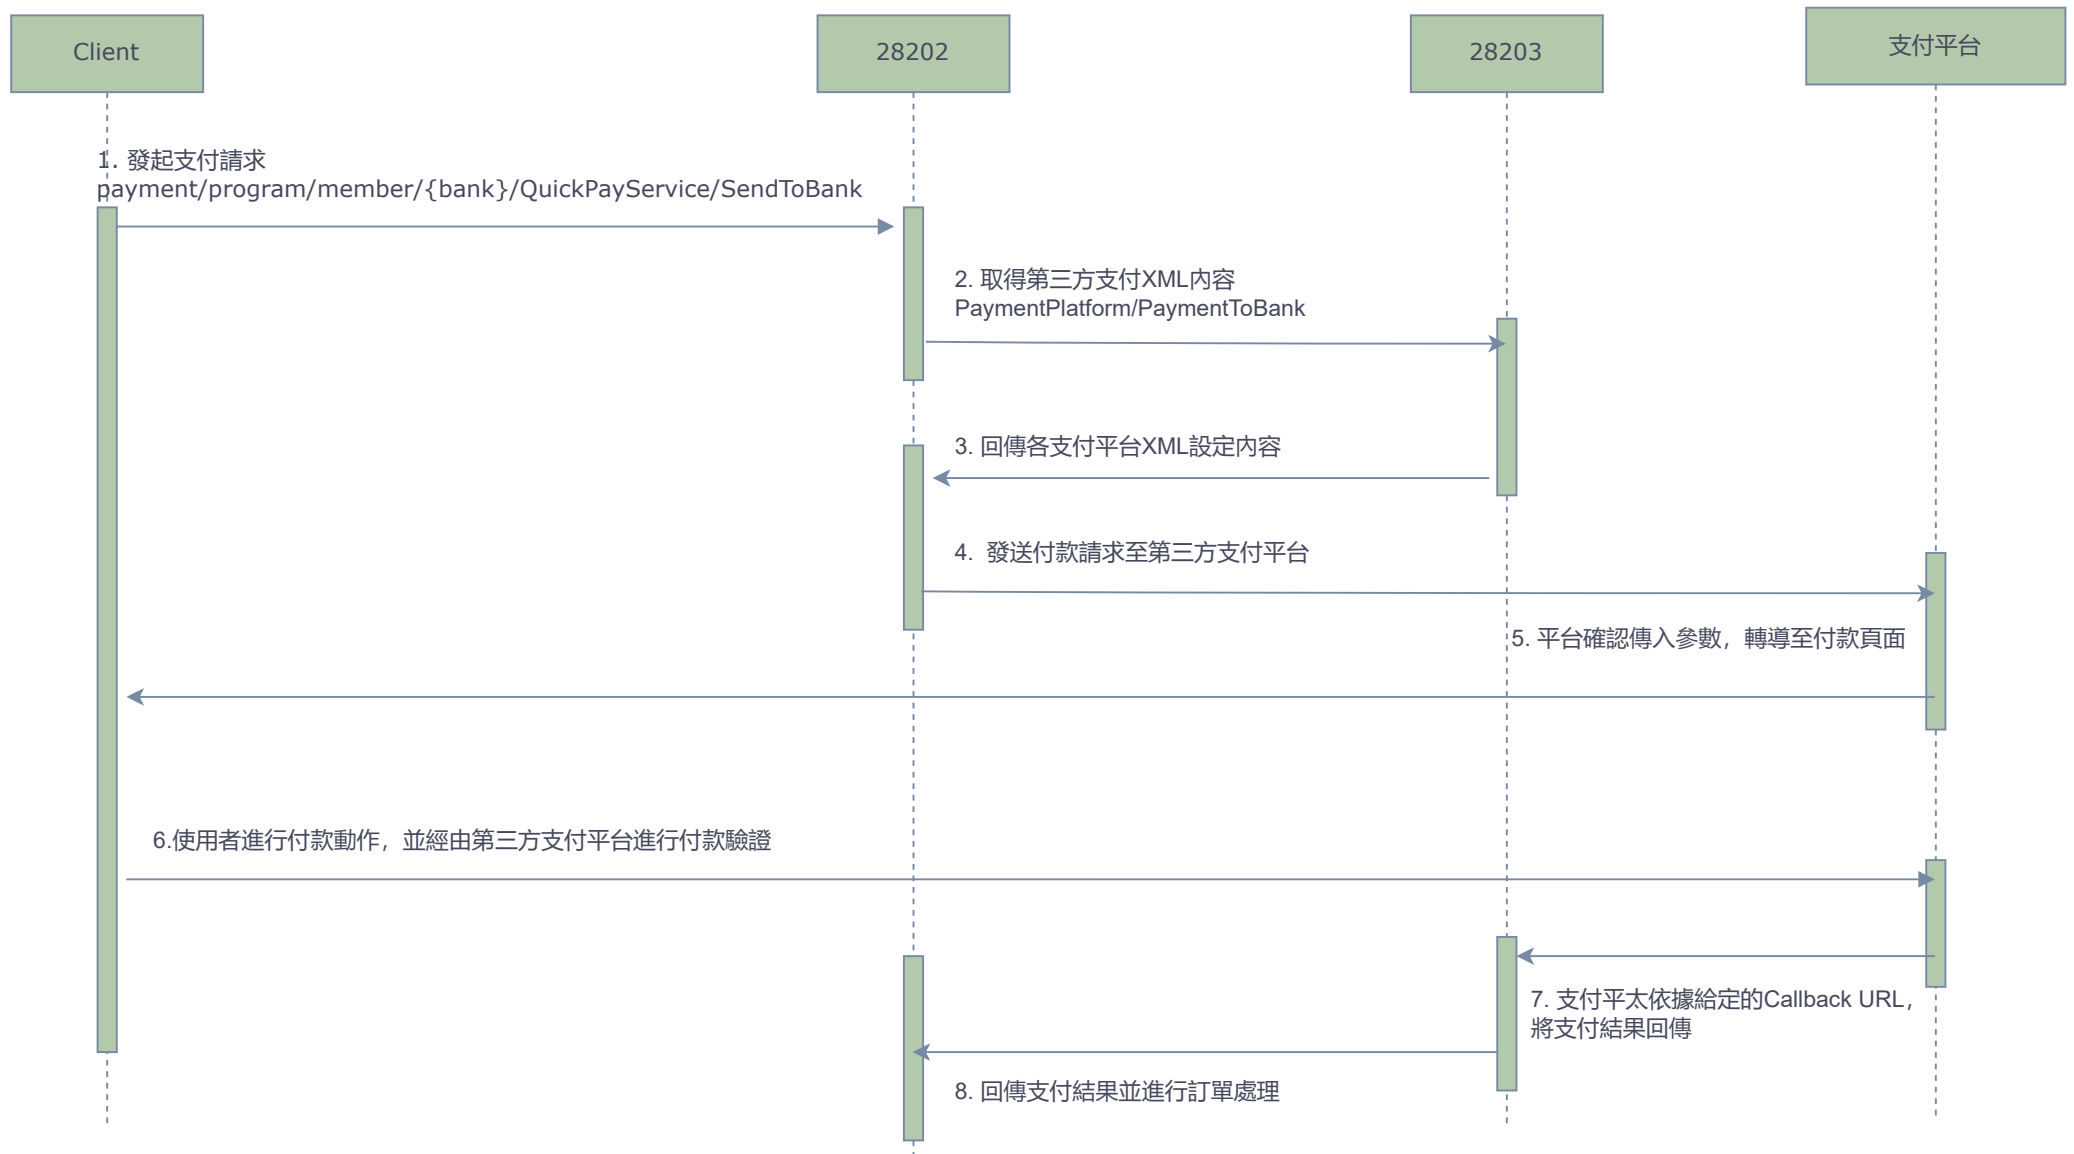 Client
28202
28203
支付平台
1. 發起支付請求
payment/program/member/{bank}/QuickPayService/SendToBank
2. 取得第三方支付XML內容
PaymentPlatform/PaymentToBank
3. 回傳各支付平台XML設定內容
4. 發送付款請求至第三方支付平台
5. 平台確認傳入參數，轉導至付款頁面
6.使用者進行付款動作，並經由第三方支付平台進行付款驗證
7. 支付平太依據給定的Callback URL，
將支付結果回傳
8. 回傳支付結果並進行訂單處理